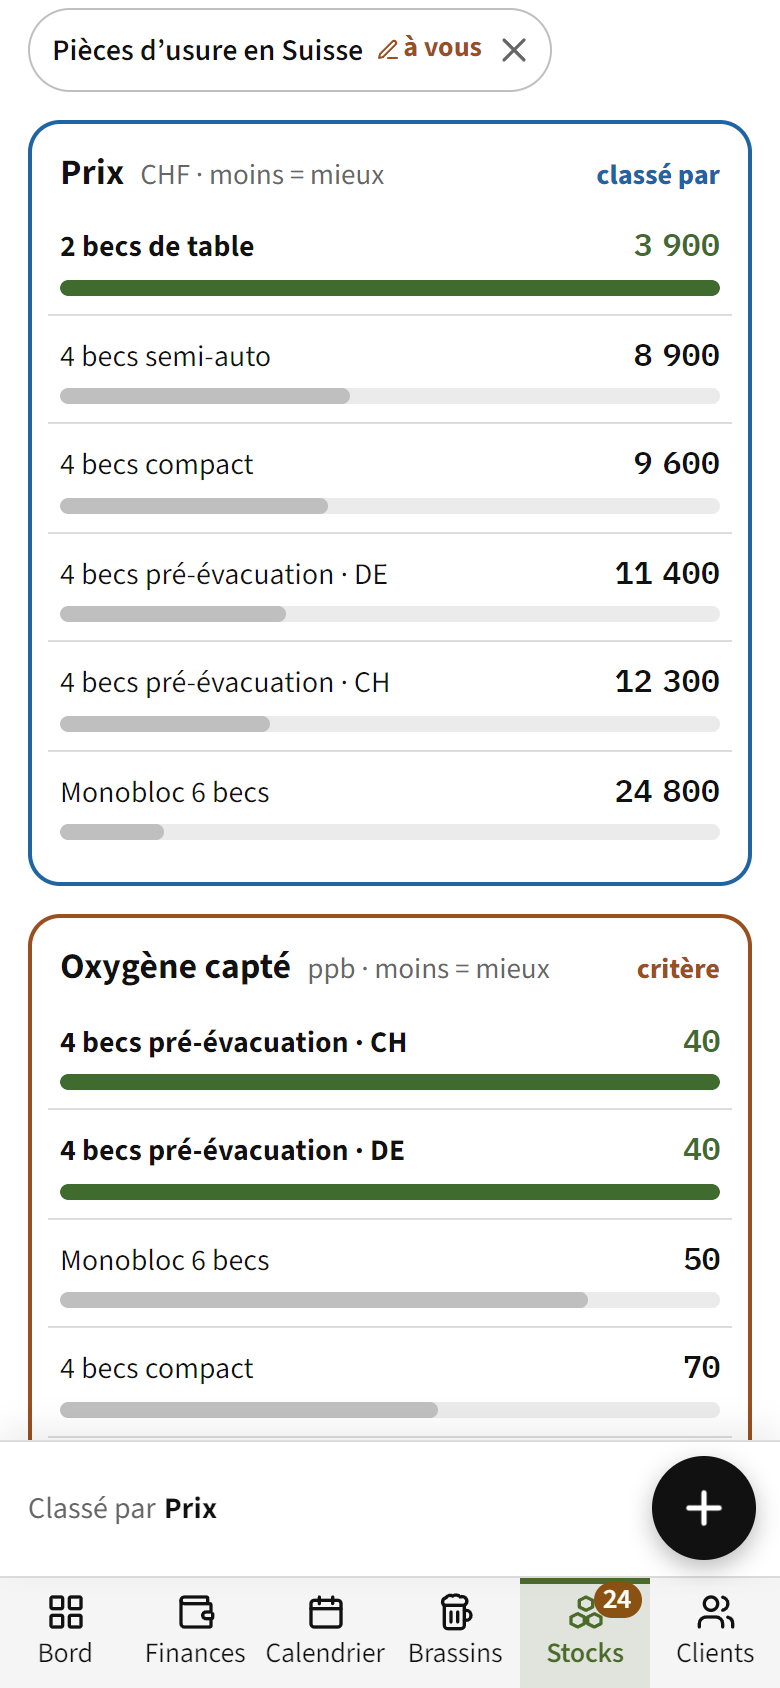 Pièces d’usure en Suisse à vous
Prix CHF · moins = mieux classé par
2 becs de table 3 900
4 becs semi-auto 8 900
4 becs compact 9 600
4 becs pré-évacuation · DE 11 400
4 becs pré-évacuation · CH 12 300
Monobloc 6 becs 24 800
Oxygène capté ppb · moins = mieux critère
4 becs pré-évacuation · CH 40
4 becs pré-évacuation · DE 40
Monobloc 6 becs 50
4 becs compact 70
Classé par Prix
24
Bord Finances Calendrier Brassins Stocks Clients